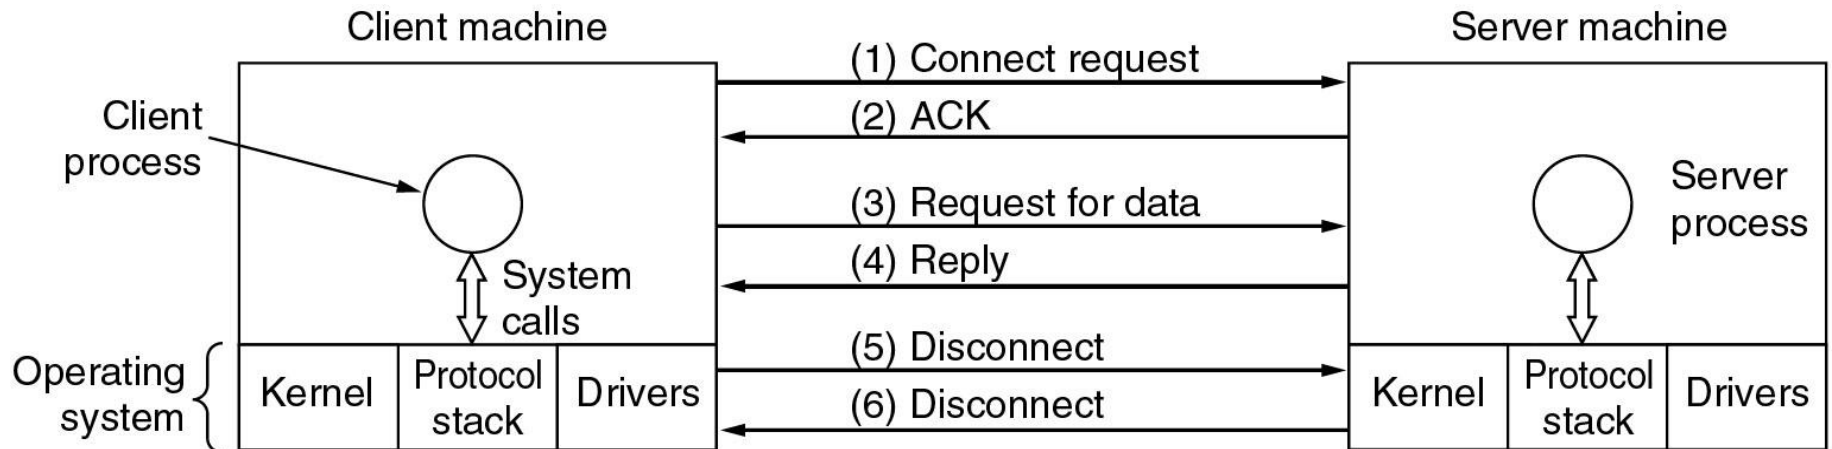 Client machine
Server machine
(1) Connect request
(2) ACK
Client
process
(3) Request for data
Server
process
(4) Reply
System
calls
(5) Disconnect
Operating
system
Kernel
Protocol
stack
Drivers
(6) Disconnect
Kernel
Protocol
stack
Drivers